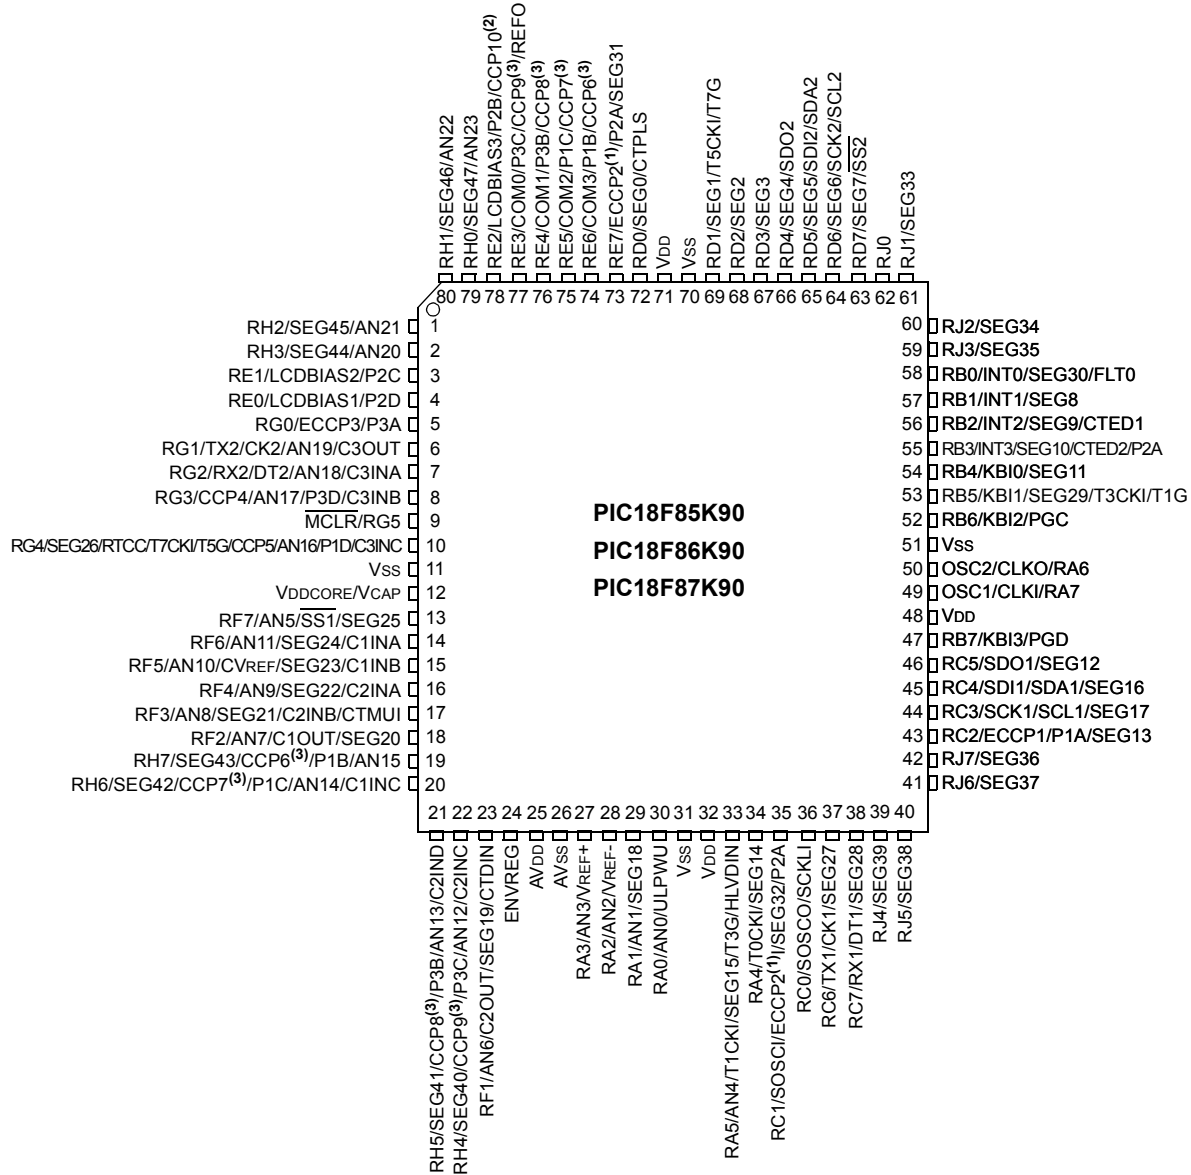 RH1/SEG46/AN22
RH0/SEG47/AN23
RE2/LCDBIAS3/P2B/CCP10(2)
RE3/COM0/P3C/CCP9(3)/REFO
RE4/COM1/P3B/CCP8(3)
RE5/COM2/P1C/CCP7(3)
RE6/COM3/P1B/CCP6(3)
RE7/ECCP2(1)/P2A/SEG31
RD0/SEG0/CTPLS
VDD
VSS
RD1/SEG1/T5CKI/T7G
RD2/SEG2
RD3/SEG3
RD4/SEG4/SDO2
RD5/SEG5/SDI2/SDA2
RD6/SEG6/SCK2/SCL2
RD7/SEG7/SS2
RJ0
RJ1/SEG33
80 79 78 77 76 75 74 73 72 71 70 69 68 67 66 65 64 63 62 61
RH2/SEG45/AN21 1
RH3/SEG44/AN20 2
RE1/LCDBIAS2/P2C 3
RE0/LCDBIAS1/P2D 4
RG0/ECCP3/P3A 5
RG1/TX2/CK2/AN19/C3OUT 6
RG2/RX2/DT2/AN18/C3INA 7
RG3/CCP4/AN17/P3D/C3INB 8
MCLR/RG5 9
RG4/SEG26/RTCC/T7CKI/T5G/CCP5/AN16/P1D/C3INC 10
VSS 11
VDDCORE/VCAP 12
RF7/AN5/SS1/SEG25 13
RF6/AN11/SEG24/C1INA 14
RF5/AN10/CVREF/SEG23/C1INB 15
RF4/AN9/SEG22/C2INA 16
RF3/AN8/SEG21/C2INB/CTMUI 17
RF2/AN7/C1OUT/SEG20 18
RH7/SEG43/CCP6(3)/P1B/AN15 19
RH6/SEG42/CCP7(3)/P1C/AN14/C1INC 20
PIC18F85K90
PIC18F86K90
PIC18F87K90
60 RJ2/SEG34
59 RJ3/SEG35
58 RB0/INT0/SEG30/FLT0
57 RB1/INT1/SEG8
56 RB2/INT2/SEG9/CTED1
55 RB3/INT3/SEG10/CTED2/P2A
54 RB4/KBI0/SEG11
53 RB5/KBI1/SEG29/T3CKI/T1G
52 RB6/KBI2/PGC
51 VSS
50 OSC2/CLKO/RA6
49 OSC1/CLKI/RA7
48 VDD
47 RB7/KBI3/PGD
46 RC5/SDO1/SEG12
45 RC4/SDI1/SDA1/SEG16
44 RC3/SCK1/SCL1/SEG17
43 RC2/ECCP1/P1A/SEG13
42 RJ7/SEG36
41 RJ6/SEG37
21 22 23 24 25 26 27 28 29 30 31 32 33 34 35 36 37 38 39 40
RH5/SEG41/CCP8(3)/P3B/AN13/C2IND
RH4/SEG40/CCP9(3)/P3C/AN12/C2INC
RF1/AN6/C2OUT/SEG19/CTDIN
ENVREG
AVDD
AVSS
RA3/AN3/VREF+
RA2/AN2/VREF-
RA1/AN1/SEG18
RA0/AN0/ULPWU
VSS
VDD
RA5/AN4/T1CKI/SEG15/T3G/HLVDIN
RA4/T0CKI/SEG14
RC1/SOSCI/ECCP2(1)I/SEG32/P2A
RC0/SOSCO/SCKLI
RC6/TX1/CK1/SEG27
RC7/RX1/DT1/SEG28
RJ4/SEG39
RJ5/SEG38